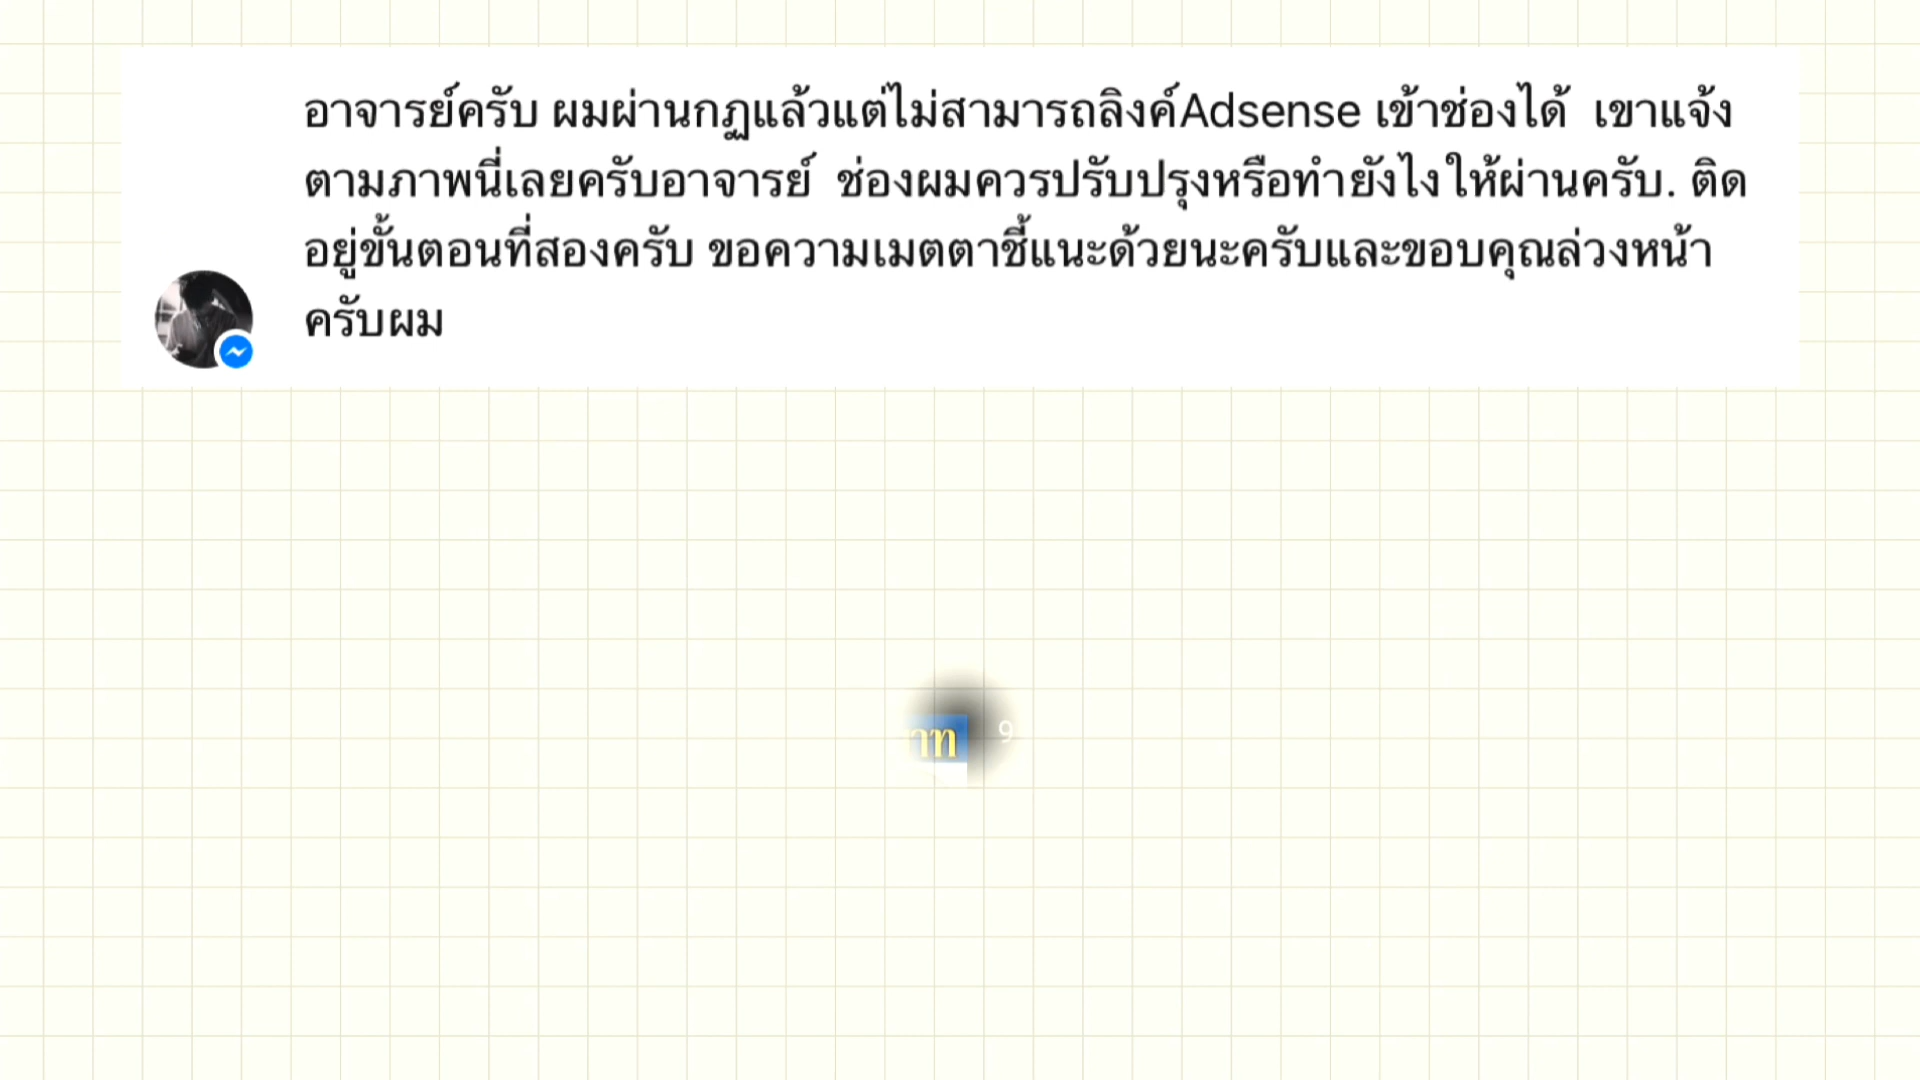 อาจารย์ครับ ผมผ่านกฏแล้วแต่ไม่สามารถลิงค์Adsense เข้าช่องได้ เขาแจ้ง
ตามภาพนี่เลยครับอาจารย์ ช่องผมควรปรับปรุงหรือทำยังไงให้ผ่านครับ. ติด
อยู่ขั้นตอนที่สองครับ ขอความเมตตาชี้แนะด้วยนะครับและขอบคุณล่วงหน้า
ครับผม
9